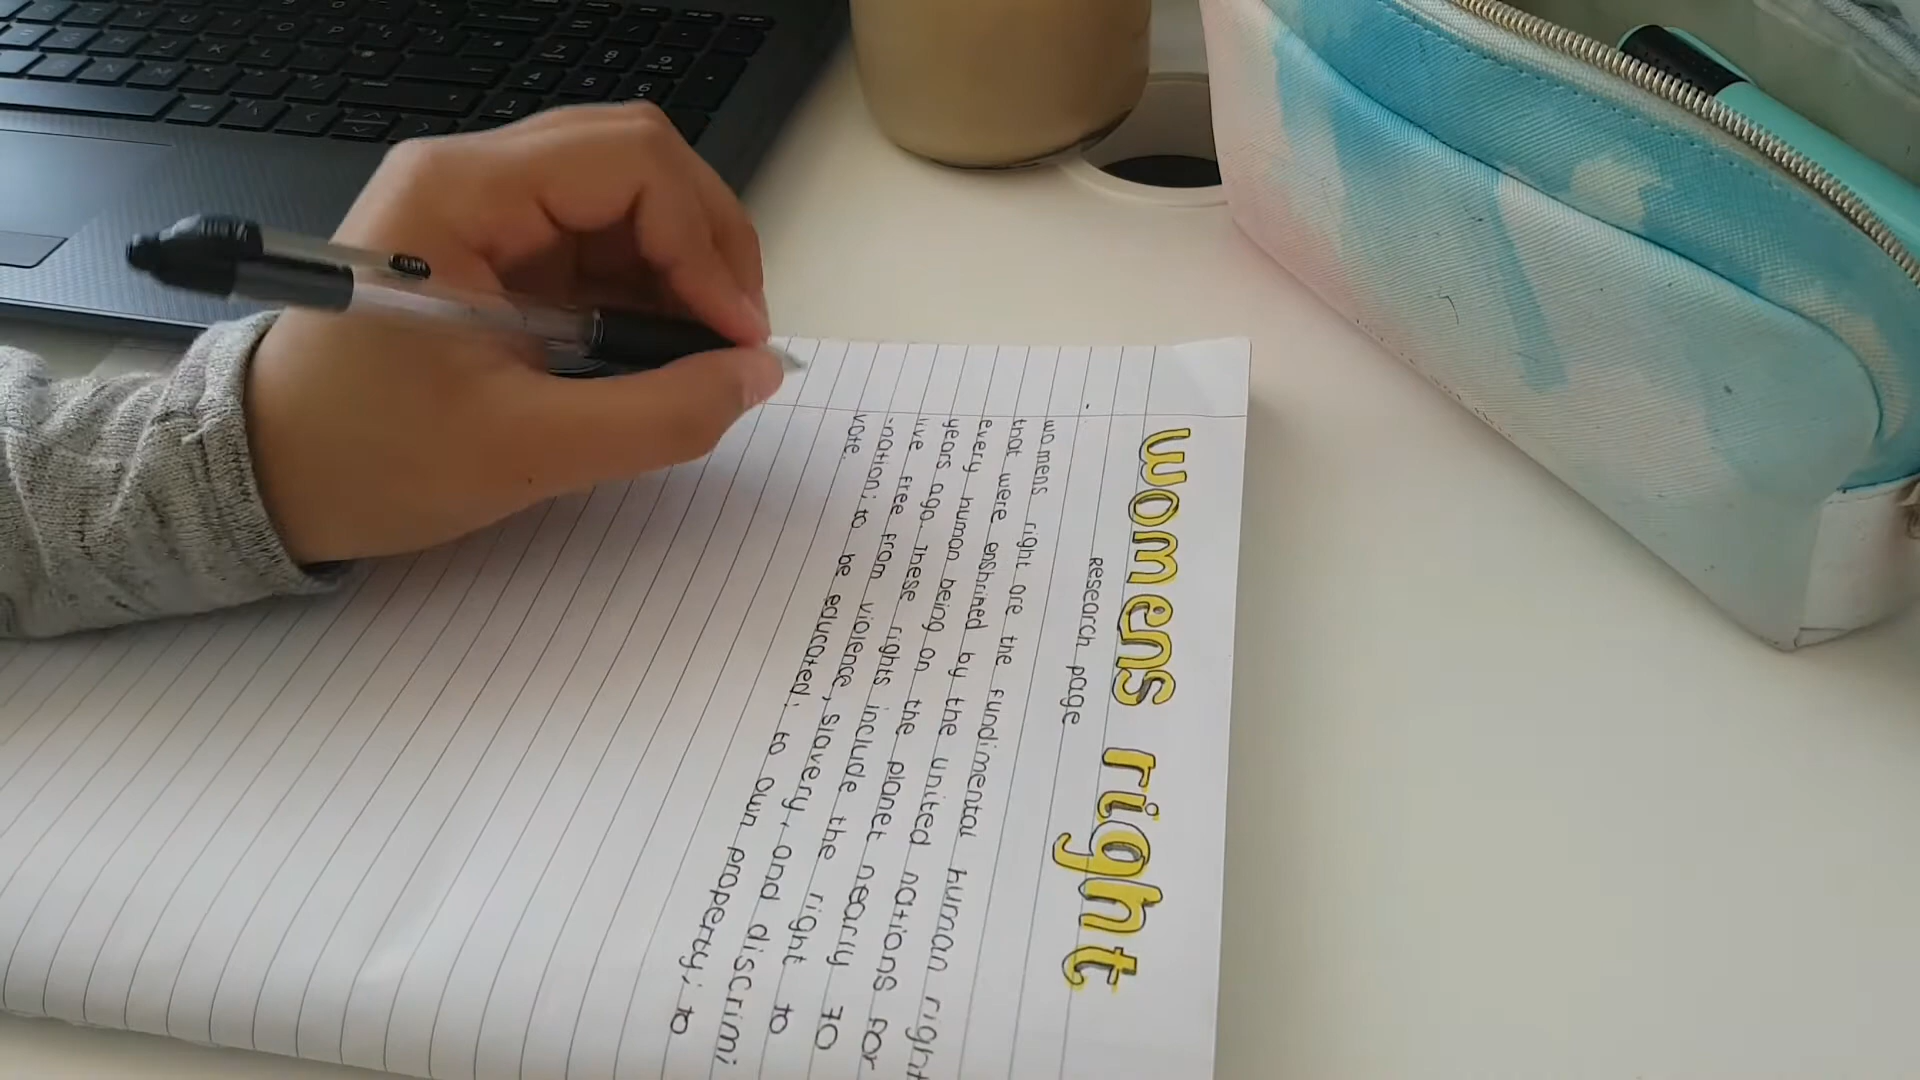 womens right
Research page
womens right are the fundimental human right
that were enshrined by the united nations for
every human being on the planet nearly 70
years ago. These rights include the right to
live free from violence, slavery, and discrimi
-nation; to be educated; to own property; to
vote.